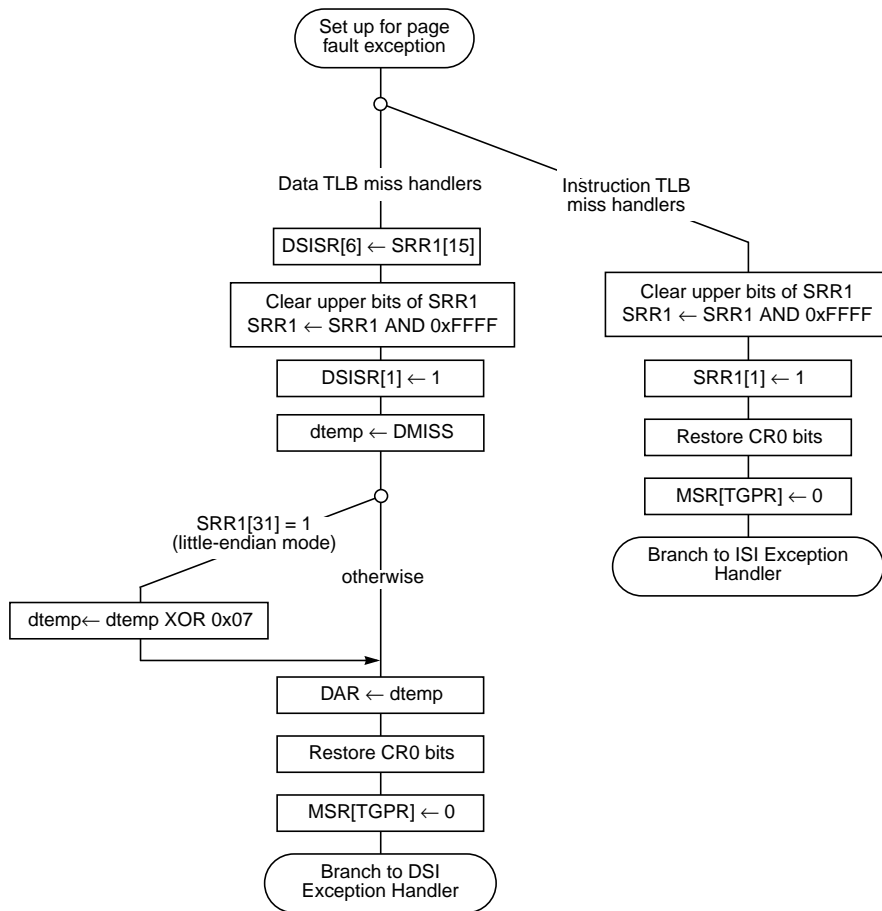 Set up for page
fault exception
Data TLB miss handlers
Instruction TLB
miss handlers
DSISR[6] ← SRR1[15]
Clear upper bits of SRR1
SRR1 ← SRR1 AND 0xFFFF
DSISR[1] ← 1
dtemp ← DMISS
Clear upper bits of SRR1
SRR1 ← SRR1 AND 0xFFFF
SRR1[1] ← 1
Restore CR0 bits
MSR[TGPR] ← 0
Branch to ISI Exception
Handler
SRR1[31] = 1
(little-endian mode)
otherwise
dtemp← dtemp XOR 0x07
DAR ← dtemp
Restore CR0 bits
MSR[TGPR] ← 0
Branch to DSI
Exception Handler